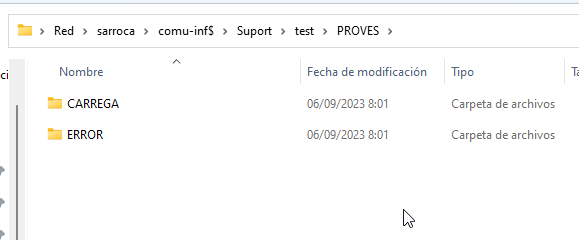 Red > sarroca > comu-inf$ > Suport > test > PROVES >
ci
Nombre Fecha de modificación Tipo Ta
CARREGA 06/09/2023 8:01 Carpeta de archivos
ERROR 06/09/2023 8:01 Carpeta de archivos